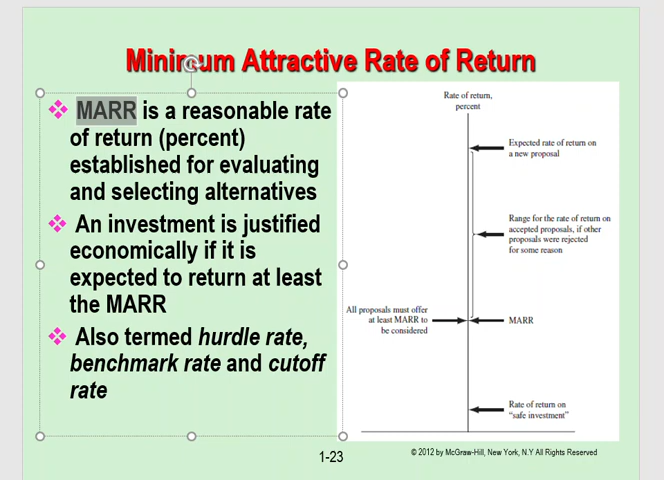 Minimum Attractive Rate of Return
MARR is a reasonable rate
of return (percent)
established for evaluating
and selecting alternatives
An investment is justified
economically if it is
expected to return at least
the MARR
Also termed hurdle rate,
benchmark rate and cutoff
rate
Rate of return,
percent
Expected rate of return on
a new proposal
Range for the rate of return on
accepted proposals, if other
proposals were rejected
for some reason
All proposals must offer
at least MARR to
be considered
MARR
Rate of return on
“safe investment”
1-23
© 2012 by McGraw-Hill, New York, N.Y All Rights Reserved